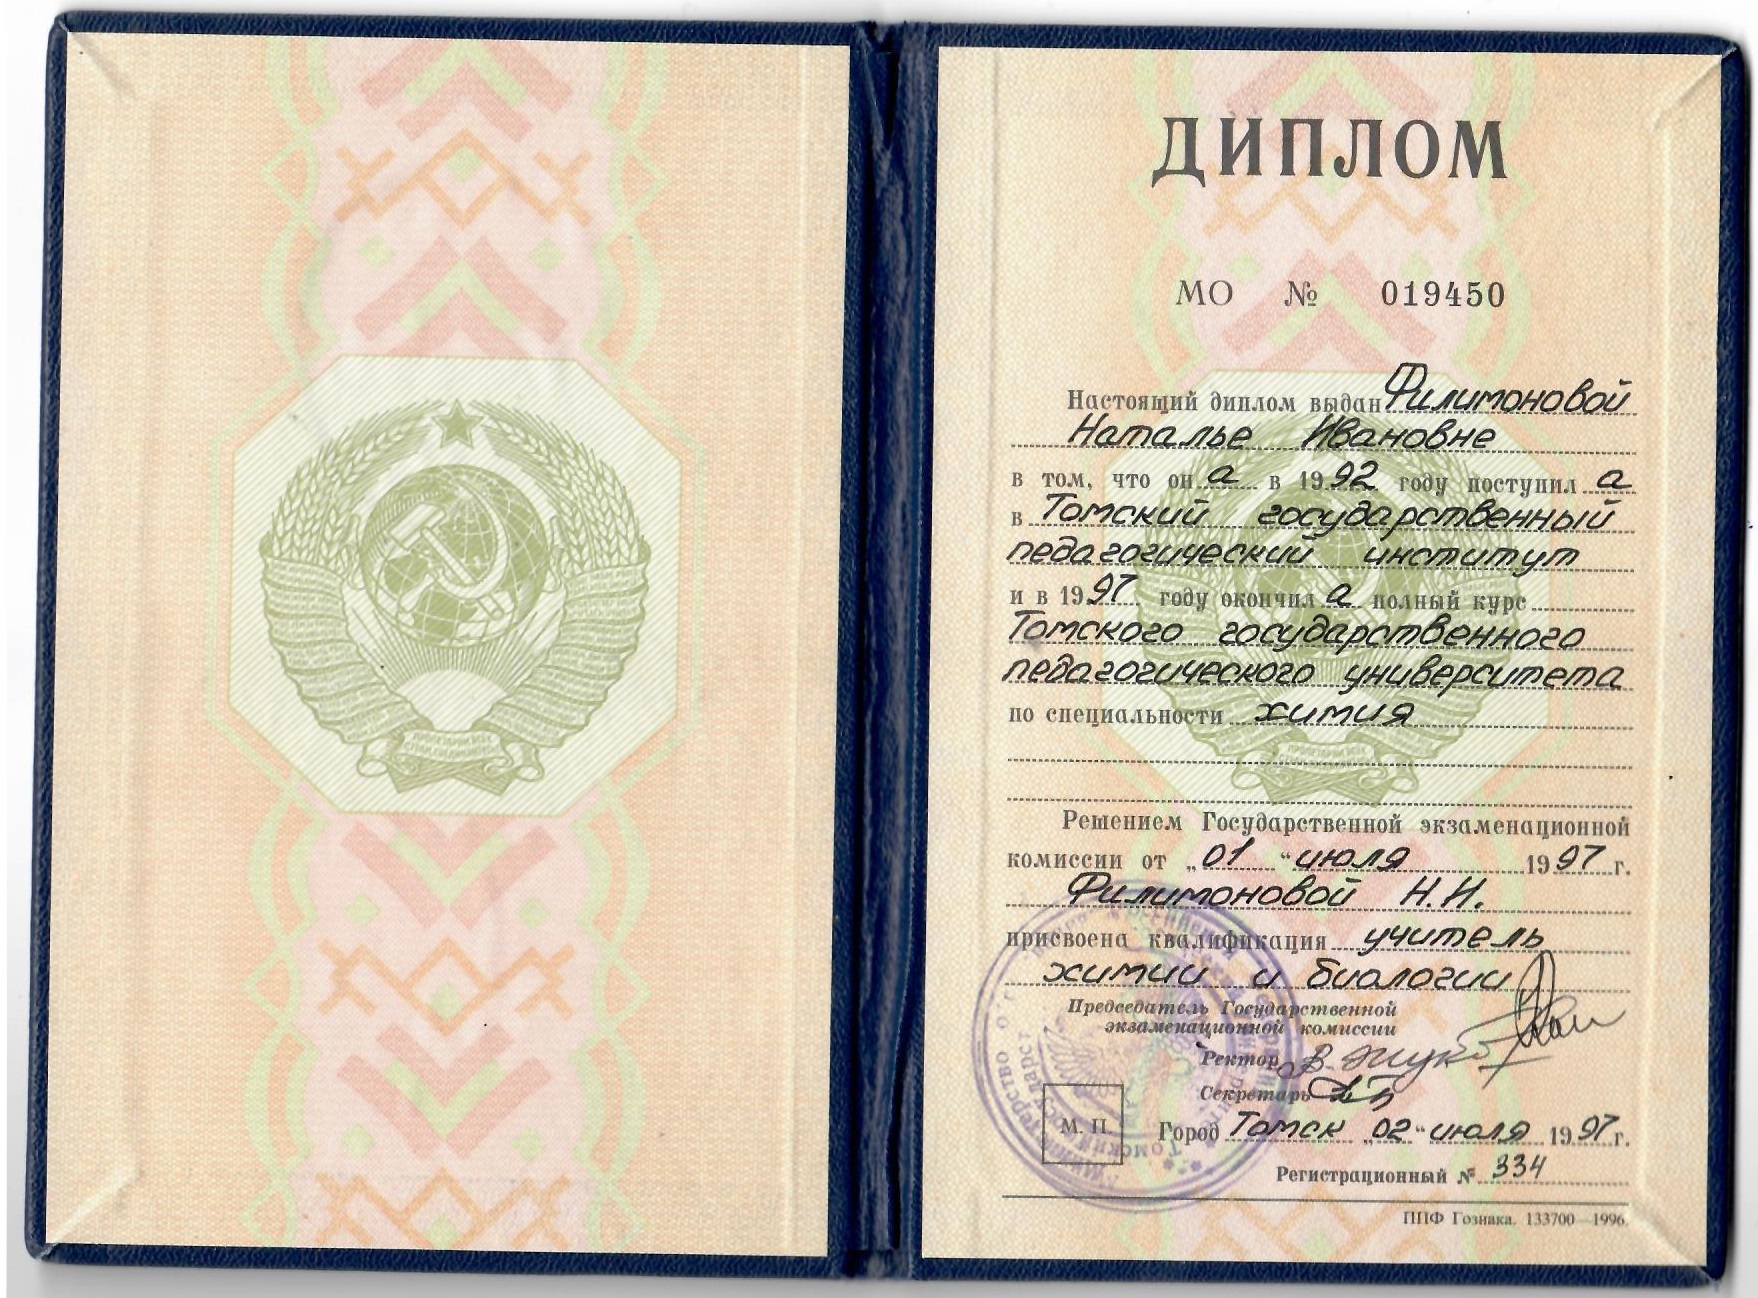 ДИПЛОМ
МО № 019450
Настоящий диплом выдан Филимоновой
Наталье Ивановне
в том, что он а в 1992 году поступил а
в Томский государственный
педагогический институт
и в 1997 году окончил а полный курс
Томского государственного
педагогического университета
по специальности химия
Решением Государственной экзаменационной
комиссии от „01“ июля 1997 г.
Филимоновой Н.И.
присвоена квалификация учитель
химии и биологии
Председатель Государственной
экзаменационной комиссии
Ректор
Секретарь
М. П.
Город Томск „02“ июля 1997 г.
Регистрационный № 334
ППФ Гознака. 133700—1996